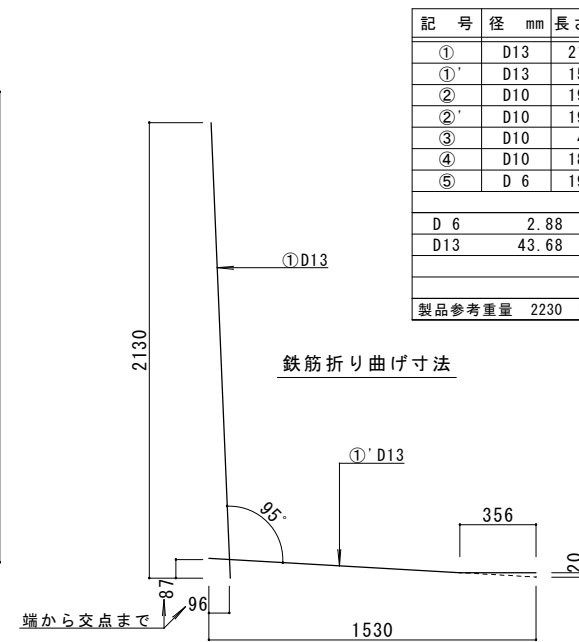 記 号 径 mm 長
① D13
①' D13
② D10
②' D10
③ D10
④ D10
⑤ D 6
D 6 2.88
D13 43.68
製品参考重量 2230
①D13
2130
鉄筋折り曲げ寸法
①'D13
95°
356
20
87
96
端から交点まで
1530